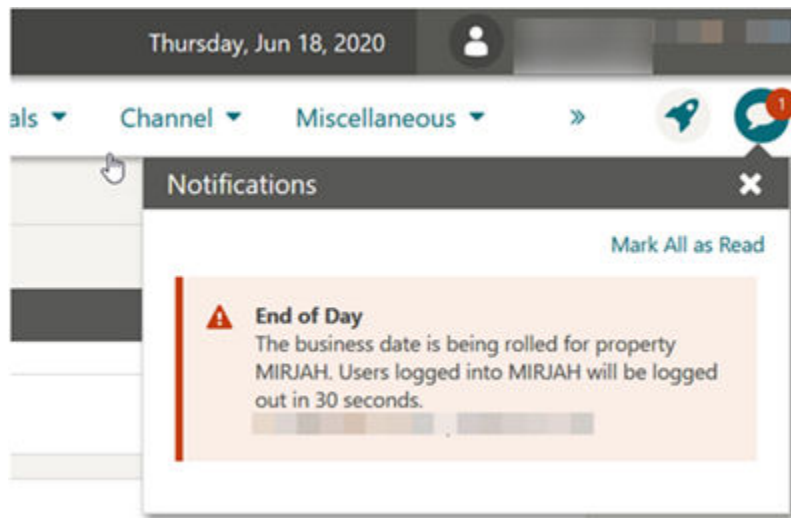 Thursday, Jun 18, 2020
als Channel Miscellaneous »
1
Notifications
Mark All as Read
End of Day
The business date is being rolled for property
MIRJAH. Users logged into MIRJAH will be logged
out in 30 seconds.